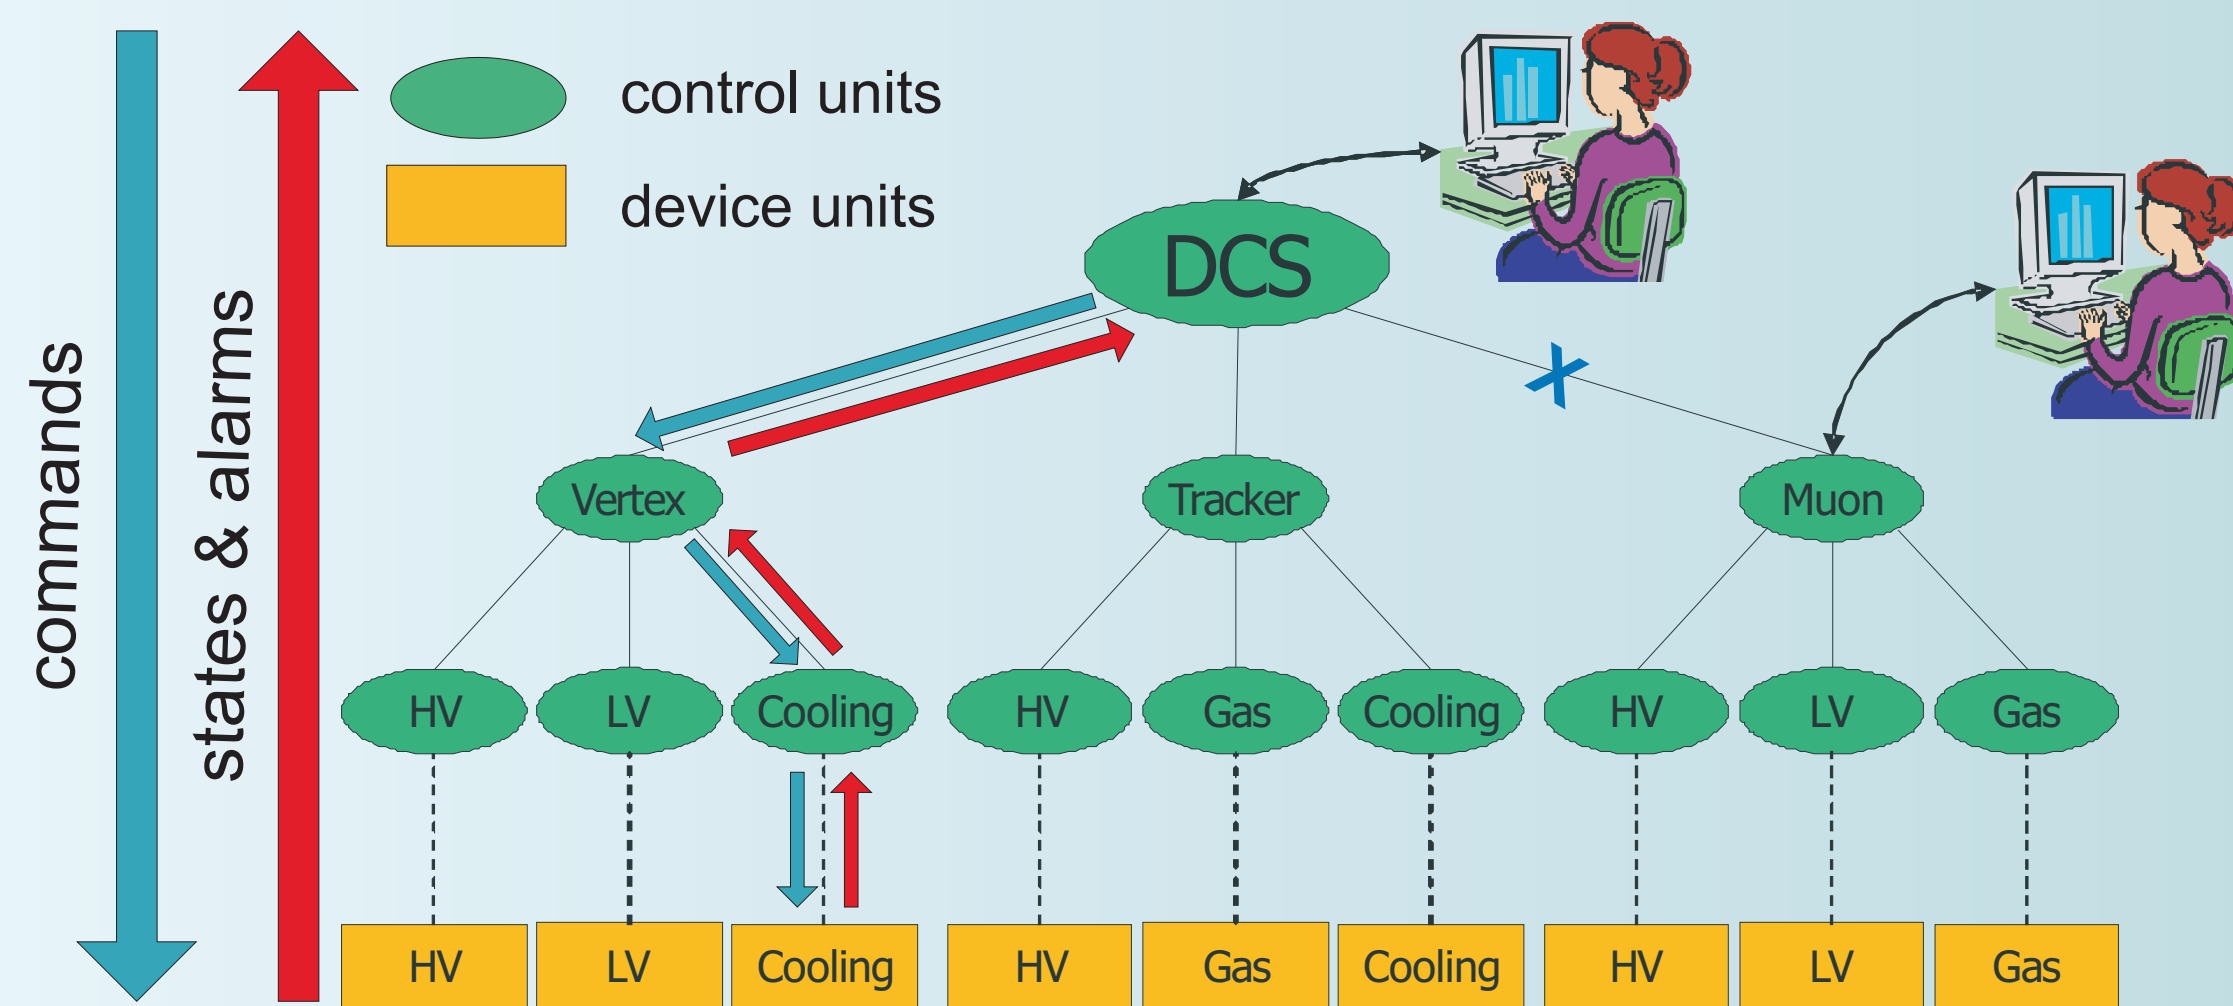 commands
states & alarms
control units
device units
DCS
Vertex
Tracker
Muon
HV
LV
Cooling
HV
Gas
Cooling
HV
LV
Gas
HV
LV
Cooling
HV
Gas
Cooling
HV
LV
Gas